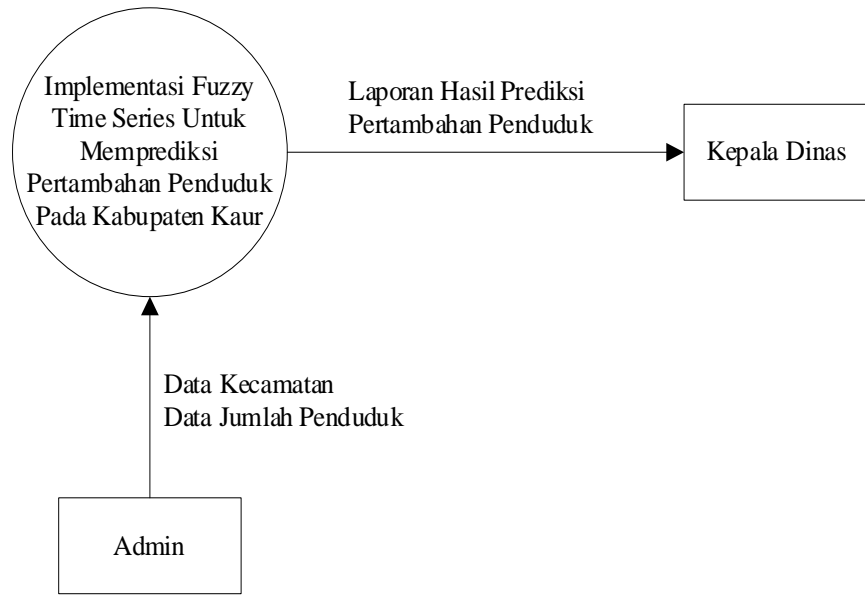 Implementasi Fuzzy
Time Series Untuk
Memprediksi
Pertambahan Penduduk
Pada Kabupaten Kaur
Laporan Hasil Prediksi
Pertambahan Penduduk
Kepala Dinas
Data Kecamatan
Data Jumlah Penduduk
Admin